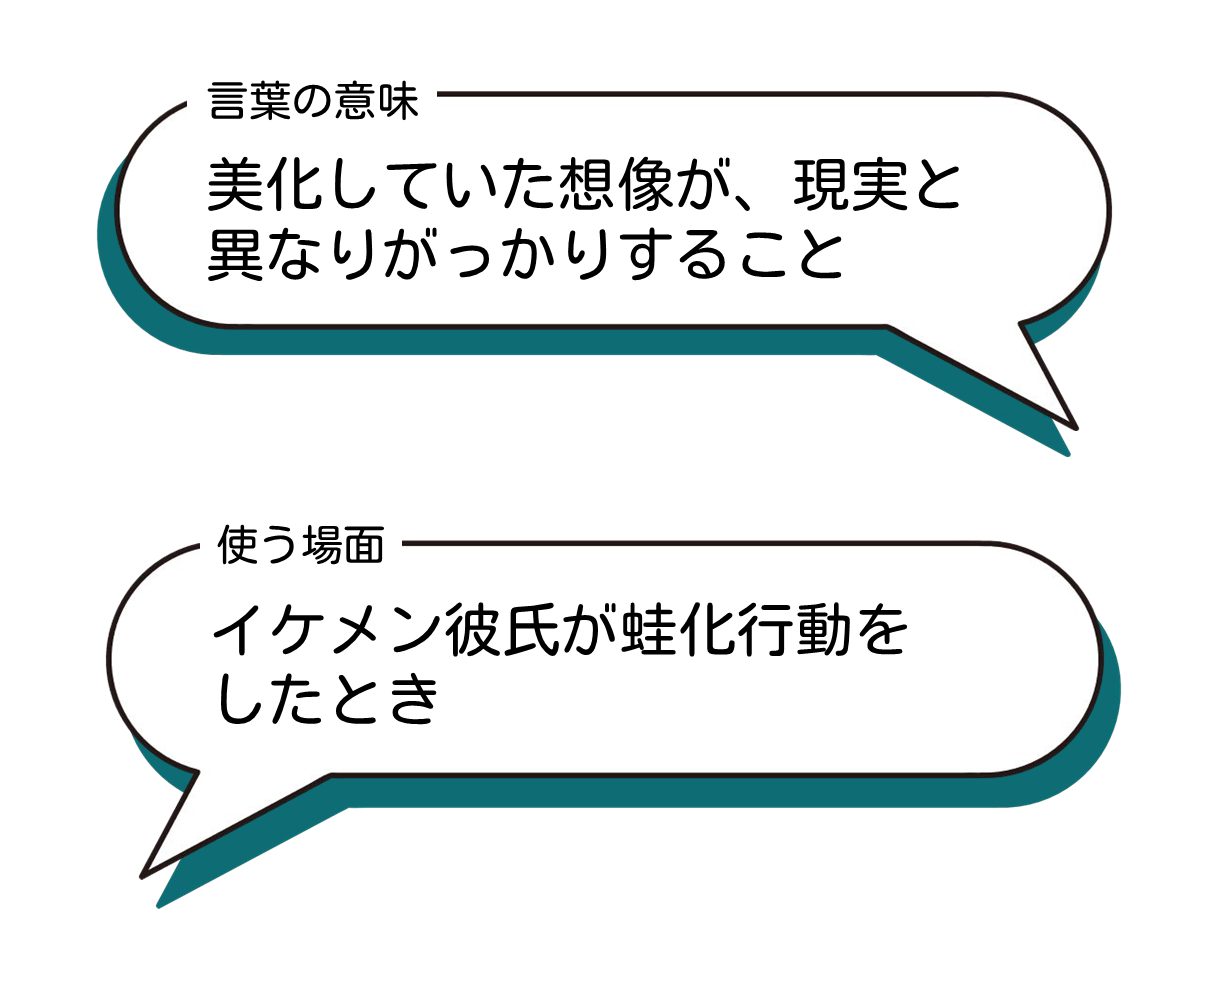 言葉の意味
美化していた想像が、現実と
異なりがっかりすること
使う場面
イケメン彼氏が蛙化行動を
したとき